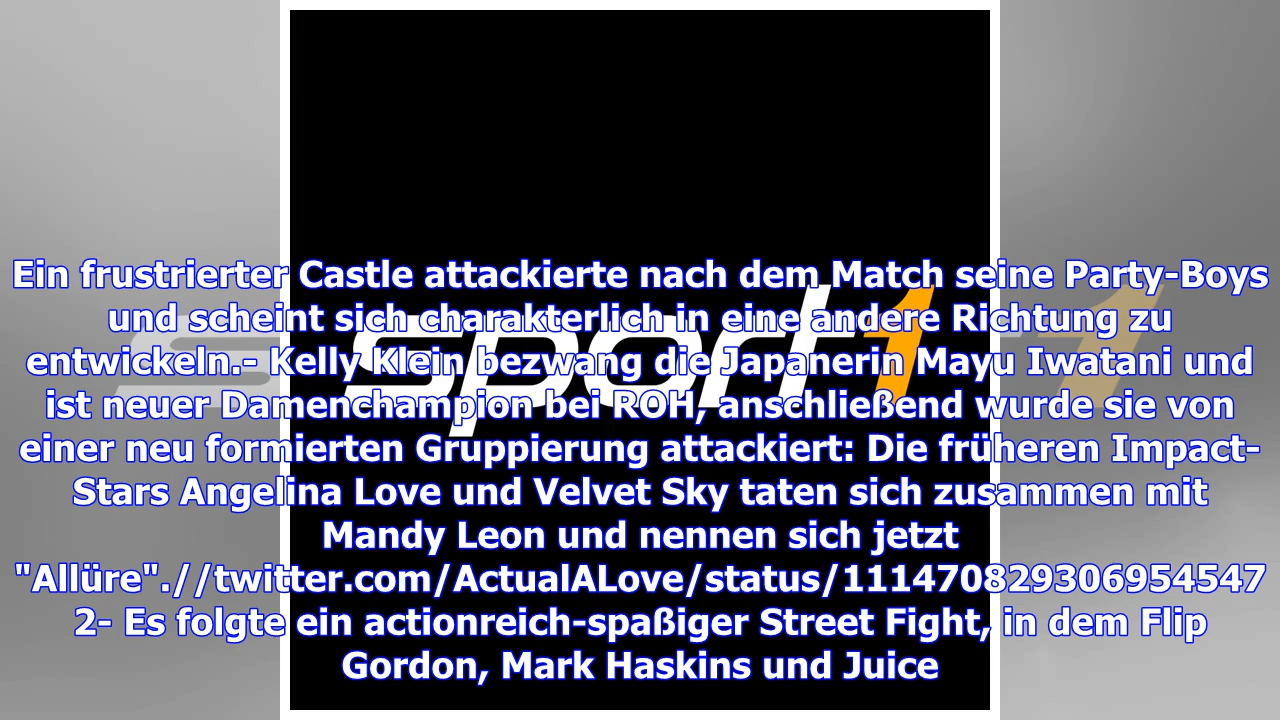 Ein frustrierter Castle attackierte nach dem Match seine Party-Boys
und scheint sich charakterlich in eine andere Richtung zu
entwickeln.- Kelly Klein bezwang die Japanerin Mayu Iwatani und
ist neuer Damenchampion bei ROH, anschließend wurde sie von
einer neu formierten Gruppierung attackiert: Die früheren Impact-
Stars Angelina Love und Velvet Sky taten sich zusammen mit
Mandy Leon und nennen sich jetzt
"Allüre".//twitter.com/ActualALove/status/111470829306954547
2- Es folgte ein actionreich-spaßiger Street Fight, in dem Flip
Gordon, Mark Haskins und Juice
sport1